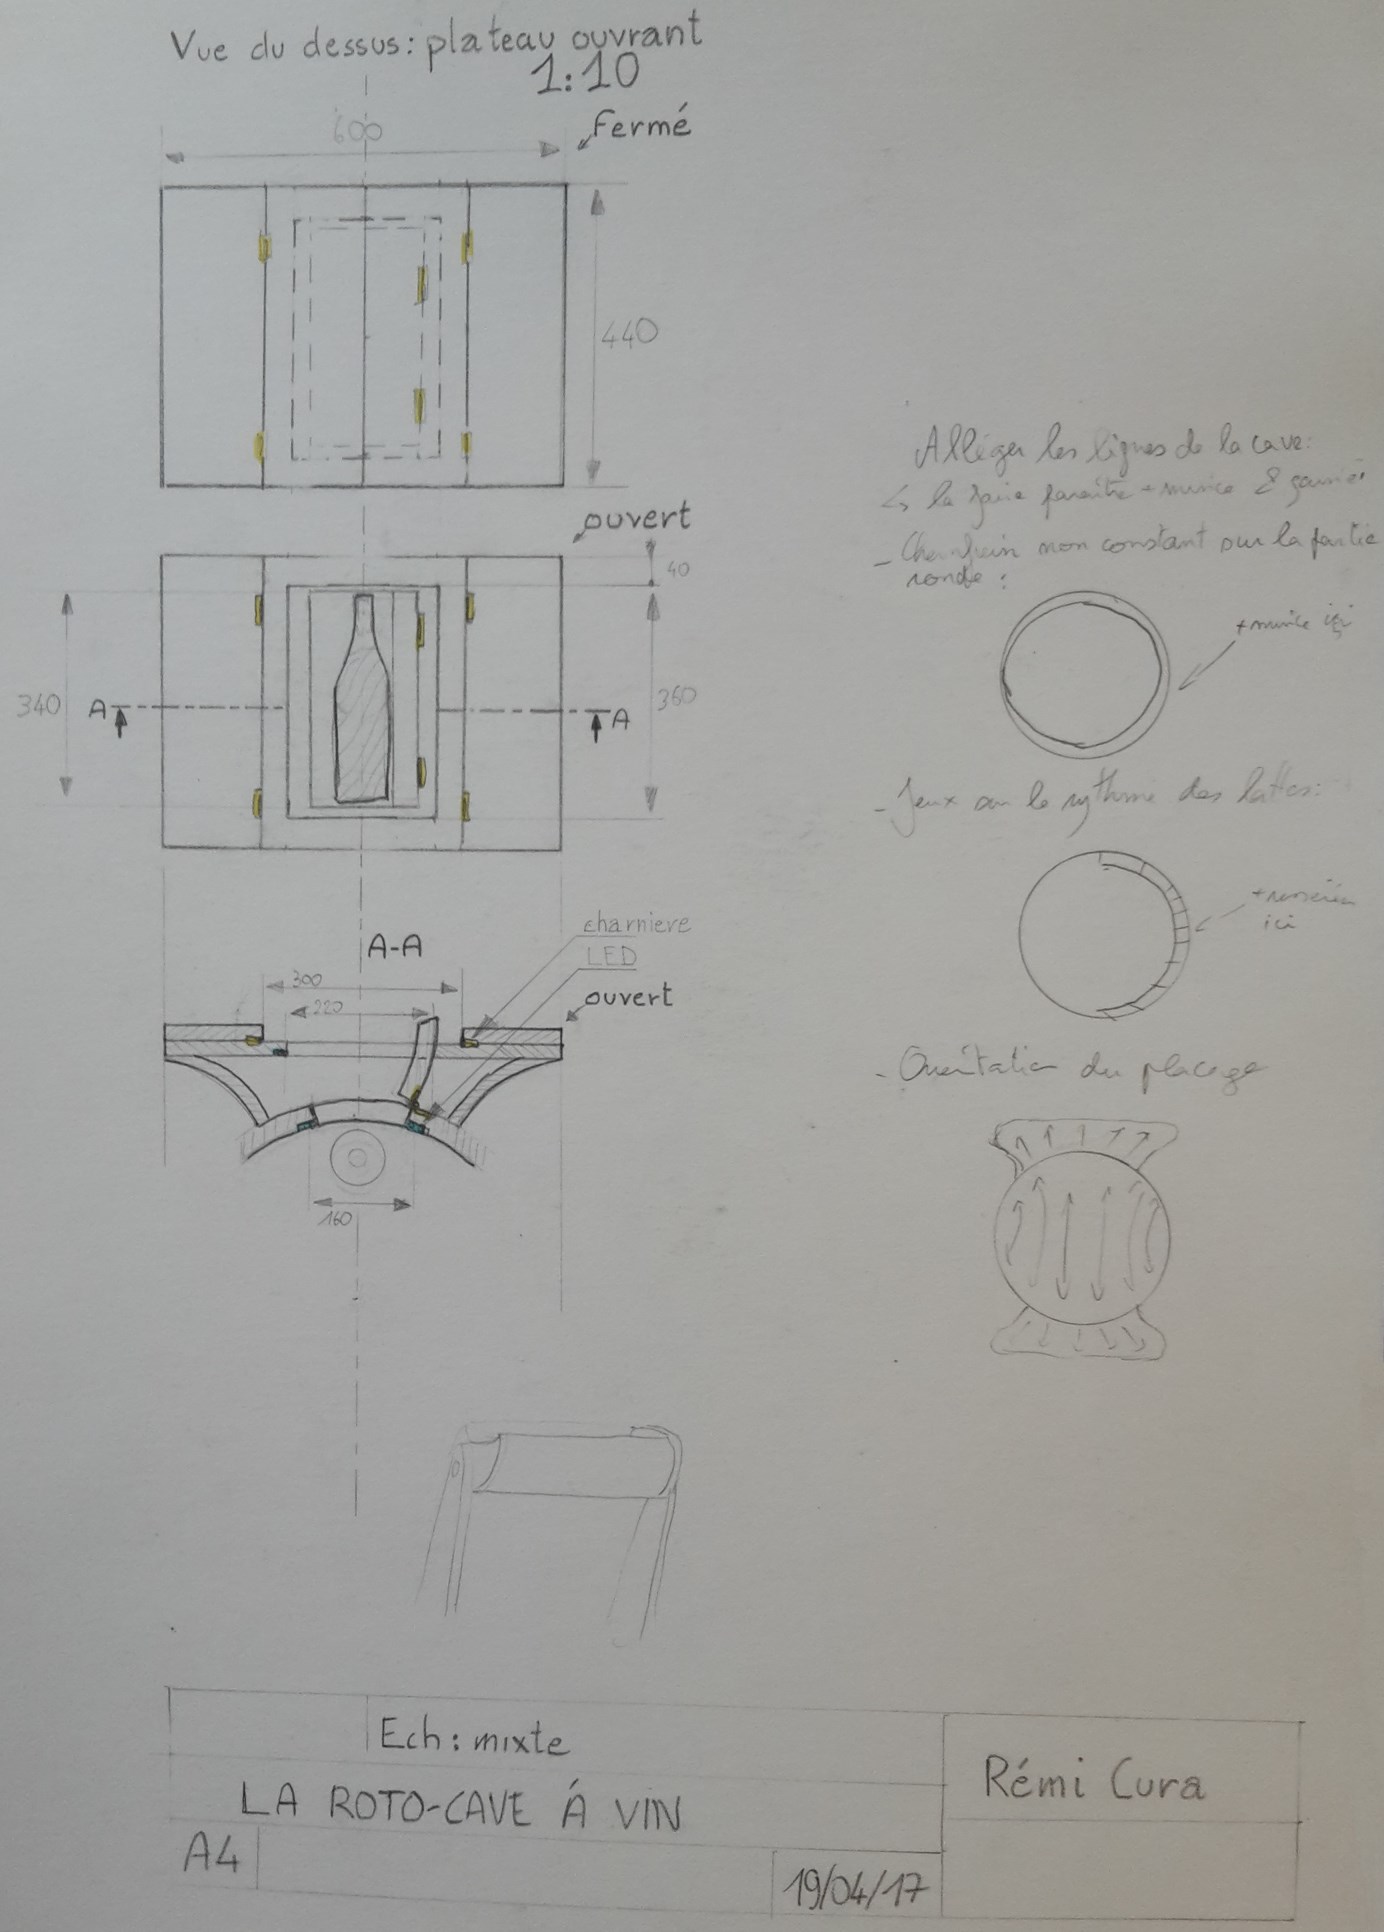 Vue du dessus: plateau ouvrant
1:10
600
Fermé
440
ouvert
40
340
A
A
360
A-A
charniere
LED
300
ouvert
220
160
Alléger les lignes de la cave:
↳ la faire paraître + mince &
- Chanfrein non constant sur la partie
ronde :
+ mince ici
- Jeux sur le rythme des lattes:
ici
- Orientation du placage
Ech: mixte
LA ROTO-CAVE Á VIN
A4
19/04/17
Rémi Cura